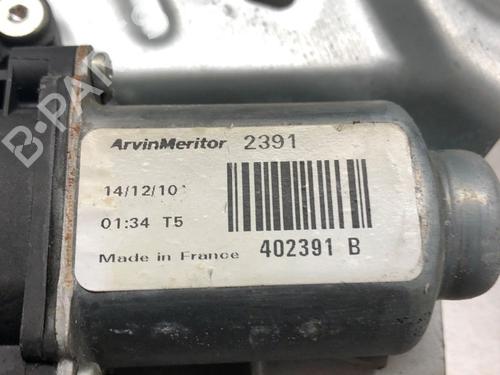 B-PARTS
ArvinMeritor 2391
14/12/10
01:34 T5
Made in France 402391 B